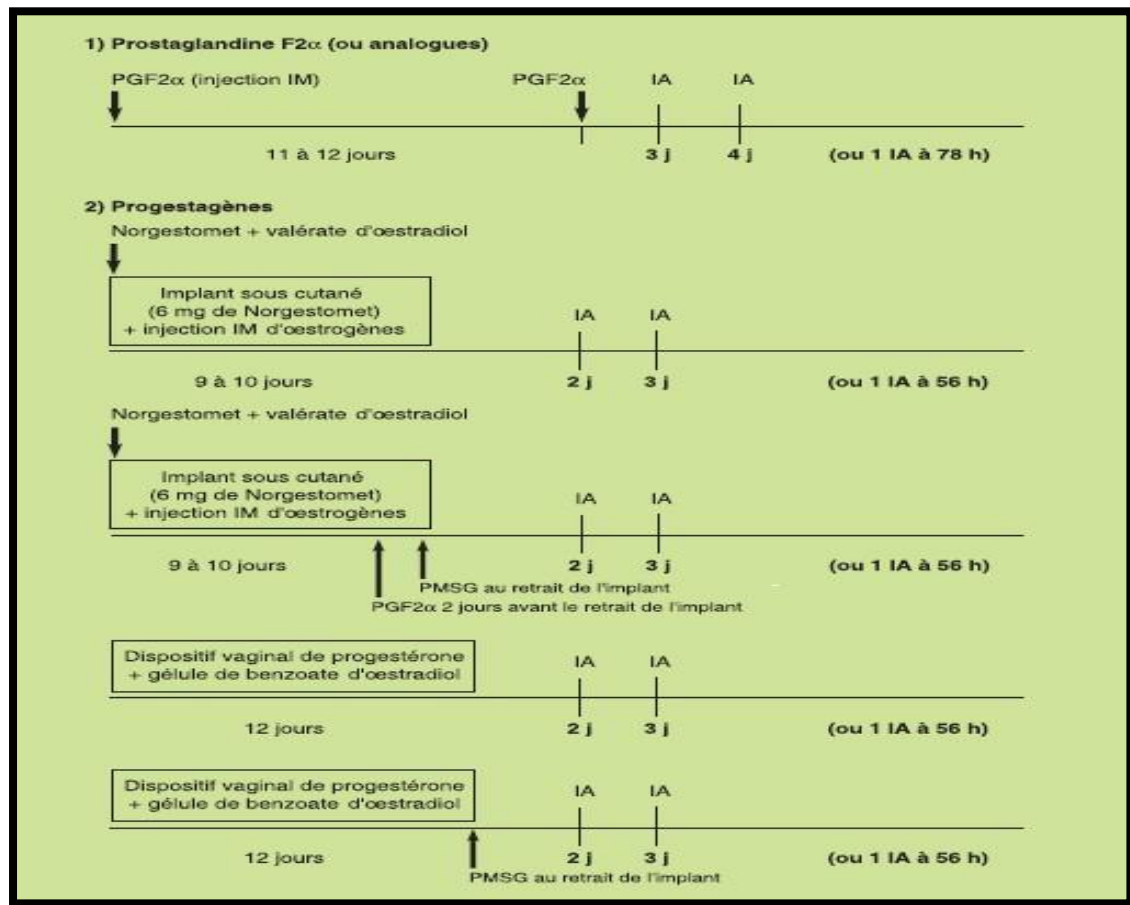 1) Prostaglandine F2α (ou analogues)
PGF2α (injection IM) PGF2α IA IA
11 à 12 jours 3 j 4 j (ou 1 IA à 78 h)
2) Progestagènes
Norgestomet + valérate d'œstradiol
Implant sous cutané
(6 mg de Norgestomet)
+ injection IM d'œstrogènes
IA IA
9 à 10 jours 2 j 3 j (ou 1 IA à 56 h)
Norgestomet + valérate d'œstradiol
Implant sous cutané
(6 mg de Norgestomet)
+ injection IM d'œstrogènes
IA IA
9 à 10 jours 2 j 3 j (ou 1 IA à 56 h)
PMSG au retrait de l'implant
PGF2α 2 jours avant le retrait de l'implant
Dispositif vaginal de progestérone
+ gélule de benzoate d'œstradiol
IA IA
12 jours 2 j 3 j (ou 1 IA à 56 h)
Dispositif vaginal de progestérone
+ gélule de benzoate d'œstradiol
IA IA
12 jours 2 j 3 j (ou 1 IA à 56 h)
PMSG au retrait de l'implant